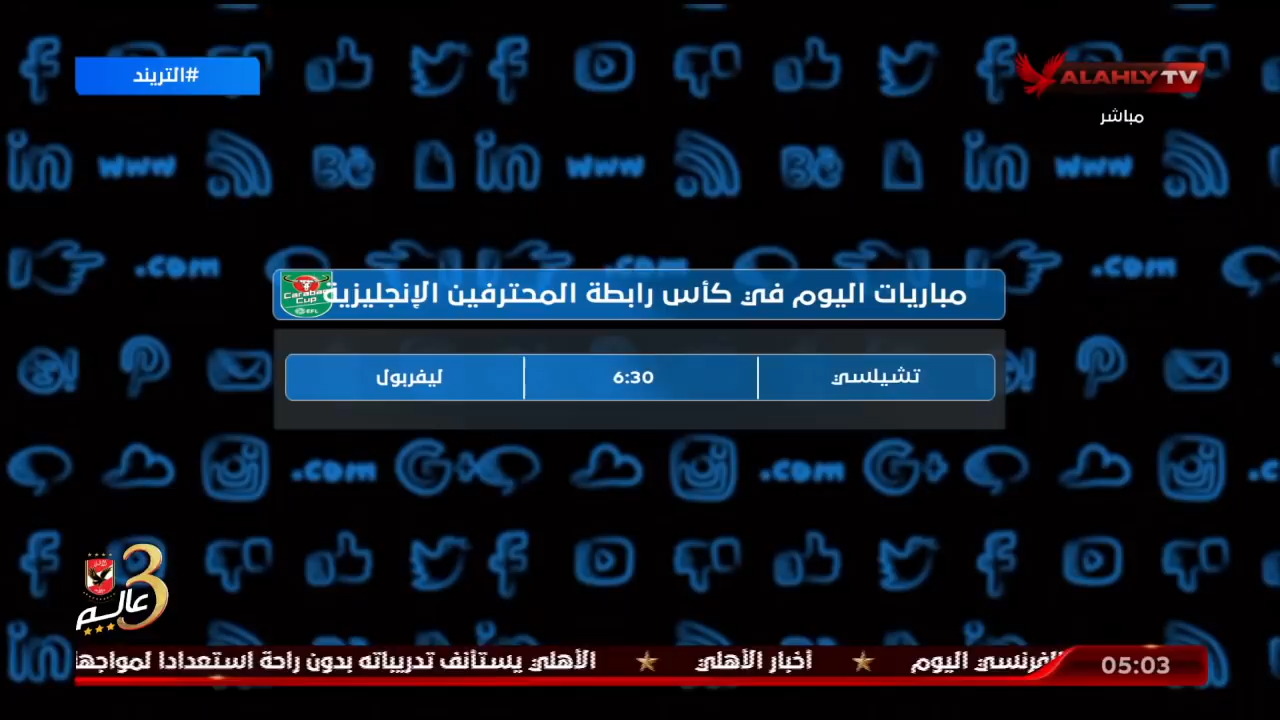 #التريند
ALAHLY TV
مباشر
مباريات اليوم في كأس رابطة المحترفين الإنجليزية
Carabao Cup
EFL
تشيلسي 6:30 ليفربول
3 عالم
05:03
الفرنسي اليوم ★ أخبار الأهلي ★ الأهلي يستأنف تدريباته بدون راحة استعدادا